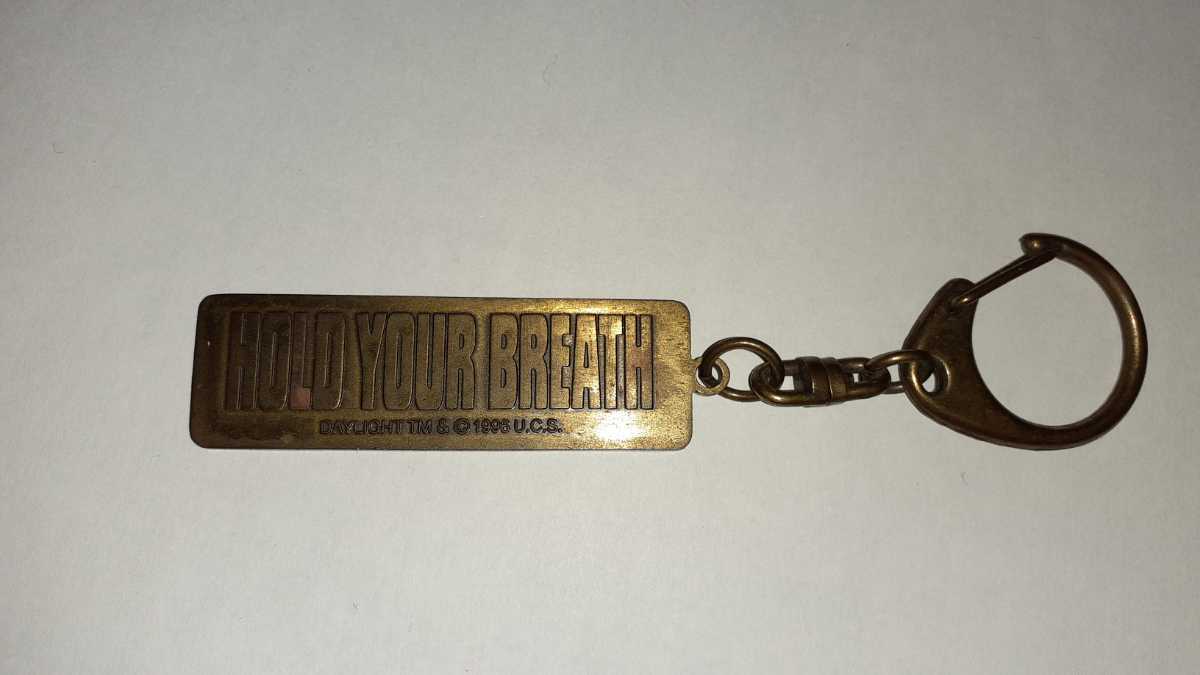 HOLD YOUR BREATH
DAYLIGHT TM & © 1996 U.C.S.